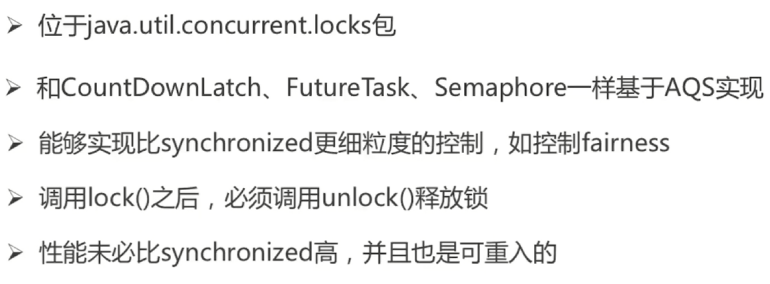 ➢ 位于java.util.concurrent.locks包
➢ 和CountDownLatch、FutureTask、Semaphore一样基于AQS实现
➢ 能够实现比synchronized更细粒度的控制，如控制fairness
➢ 调用lock()之后，必须调用unlock()释放锁
➢ 性能未必比synchronized高，并且也是可重入的